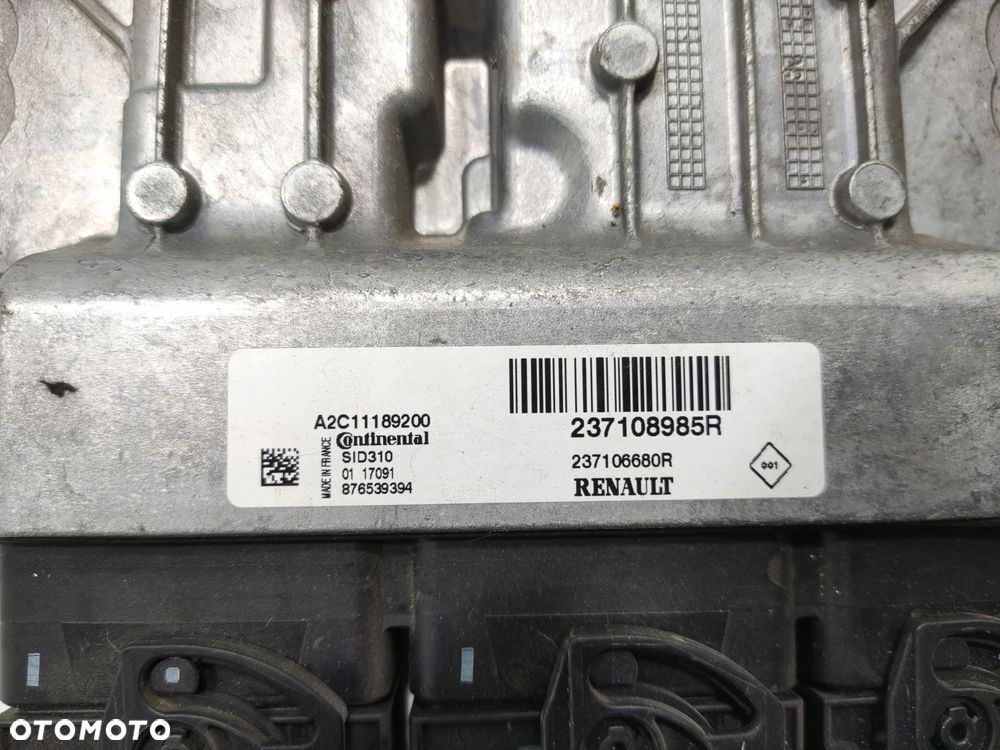 A2C11189200
Continental
SID310
01 17091
876539394
MADE IN FRANCE
237108985R
237106680R
RENAULT
001
OTOMOTO